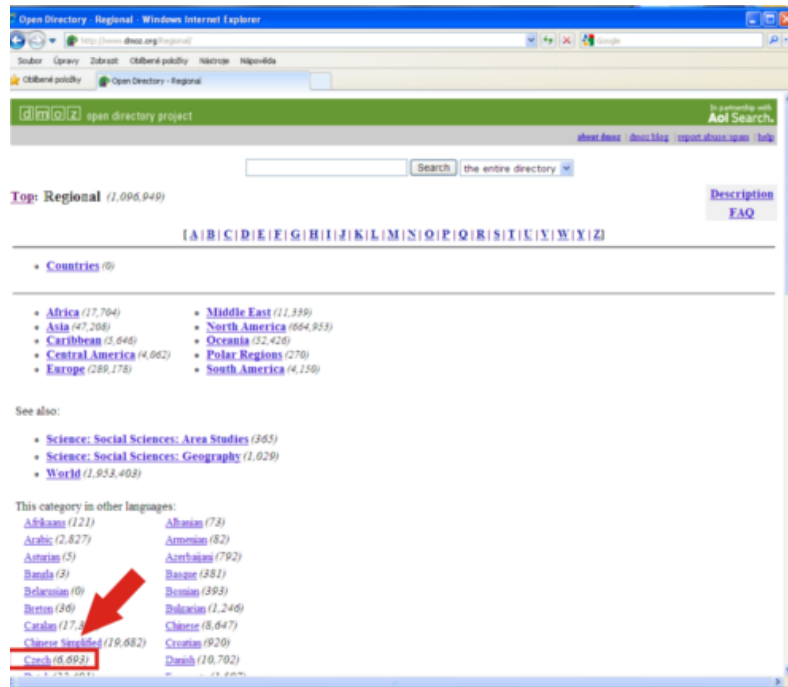 Open Directory - Regional - Windows Internet Explorer
http://www.dmoz.org/Regional/
Google
Soubor Úpravy Zobrazit Oblíbené položky Nástroje Nápověda
Oblíbené položky Open Directory - Regional
dmoz open directory project
In partnership with
Aol Search.
about dmoz | dmoz blog | report abuse/spam | help
Search the entire directory
Top: Regional (1,096,949)
Description
FAQ
[ A | B | C | D | E | F | G | H | I | J | K | L | M | N | O | P | Q | R | S | T | U | V | W | Y | Z]
Countries (0)
Africa (17,704)
Asia (47,208)
Caribbean (5,646)
Central America (4,062)
Europe (289,178)
Middle East (11,339)
North America (664,953)
Oceania (52,426)
Polar Regions (270)
South America (4,150)
See also:
Science: Social Sciences: Area Studies (365)
Science: Social Sciences: Geography (1,029)
World (1,953,403)
This category in other languages:
Afrikaans (121) Albanian (73)
Arabic (2,827) Armenian (82)
Asturian (5) Azerbaijani (792)
Bangla (3) Basque (381)
Belarusian (0) Bosnian (393)
Breton (36) Bulgarian (1,246)
Catalan Chinese (8,647)
Chinese Simplified (19,682) Croatian (920)
Czech (6,693) Danish (10,702)